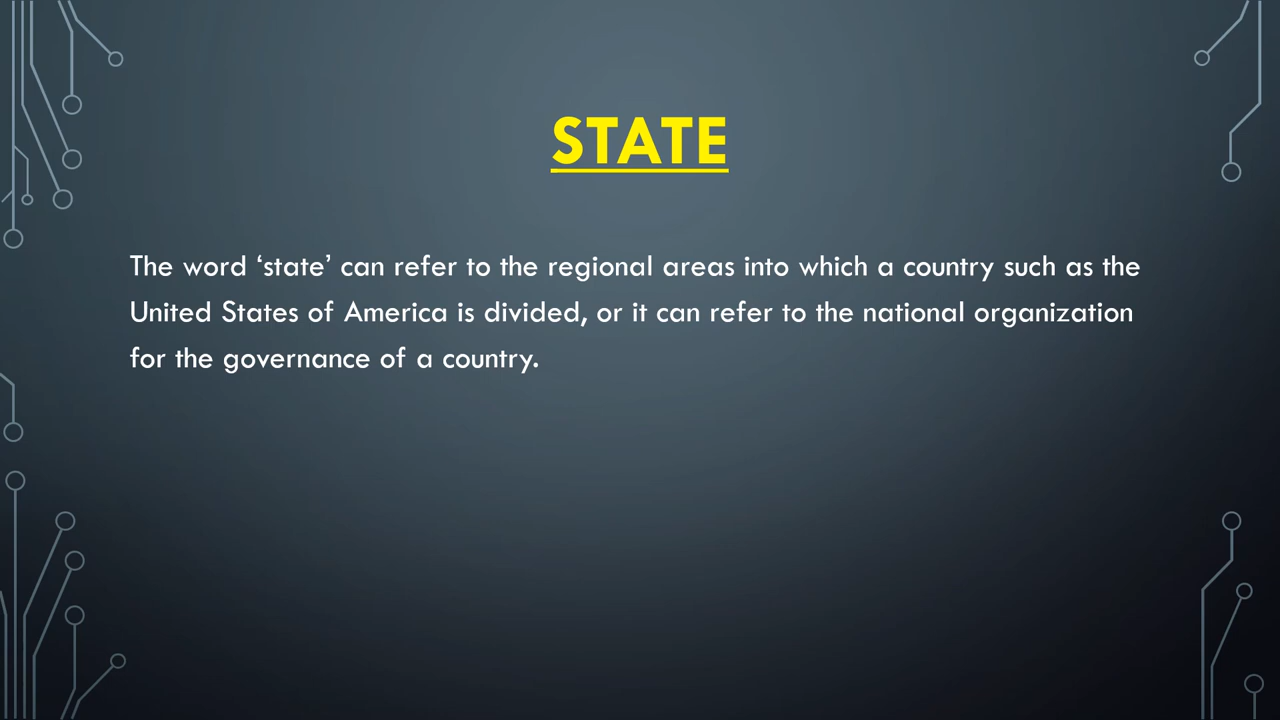 STATE
The word ‘state’ can refer to the regional areas into which a country such as the
United States of America is divided, or it can refer to the national organization
for the governance of a country.